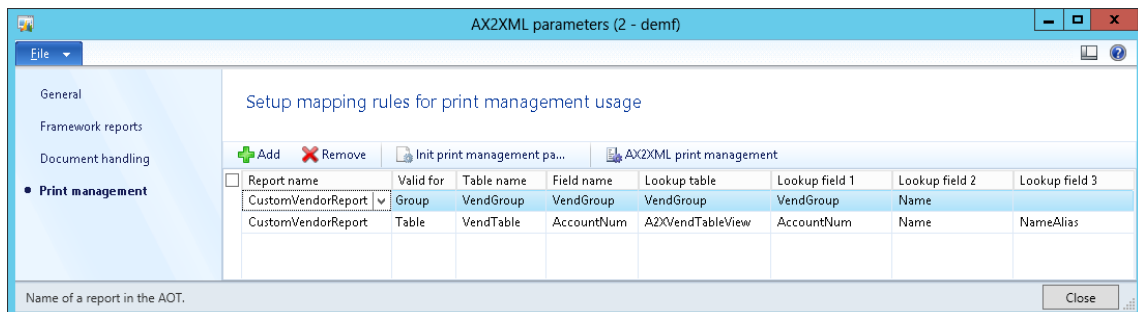 AX2XML parameters (2 - demf)
File
General
Framework reports
Document handling
Print management
Setup mapping rules for print management usage
Add Remove Init print management pa... AX2XML print management
Report name Valid for Table name Field name Lookup table Lookup field 1 Lookup field 2 Lookup field 3
CustomVendorReport Group VendGroup VendGroup VendGroup VendGroup Name
CustomVendorReport Table VendTable AccountNum A2XVendTableView AccountNum Name NameAlias
Name of a report in the AOT.
Close